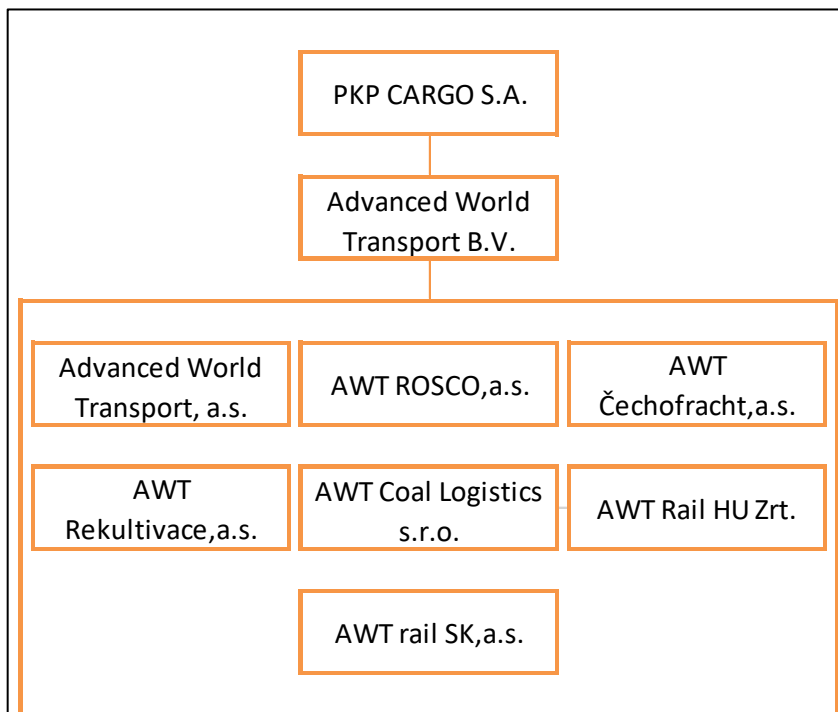 PKP CARGO S.A.
Advanced World
Transport B.V.
Advanced World
Transport, a.s.
AWT ROSCO,a.s.
AWT
Čechofracht,a.s.
AWT
Rekultivace,a.s.
AWT Coal Logistics
s.r.o.
AWT Rail HU Zrt.
AWT rail SK,a.s.